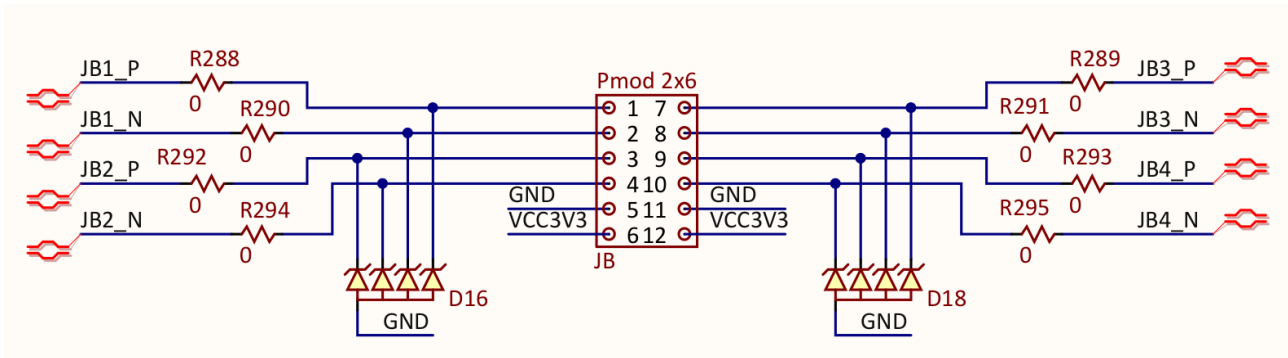 R288
R289
JB1_P
JB3_P
Pmod 2x6
0
R290
1 7
R291
0
JB1_N
JB3_N
0
2 8
0
R292
R293
JB2_P
3 9
JB4_P
0
R294
4 10
R295
0
GND
GND
JB2_N
5 11
JB4_N
VCC3V3
VCC3V3
0
6 12
0
JB
D16
D18
GND
GND